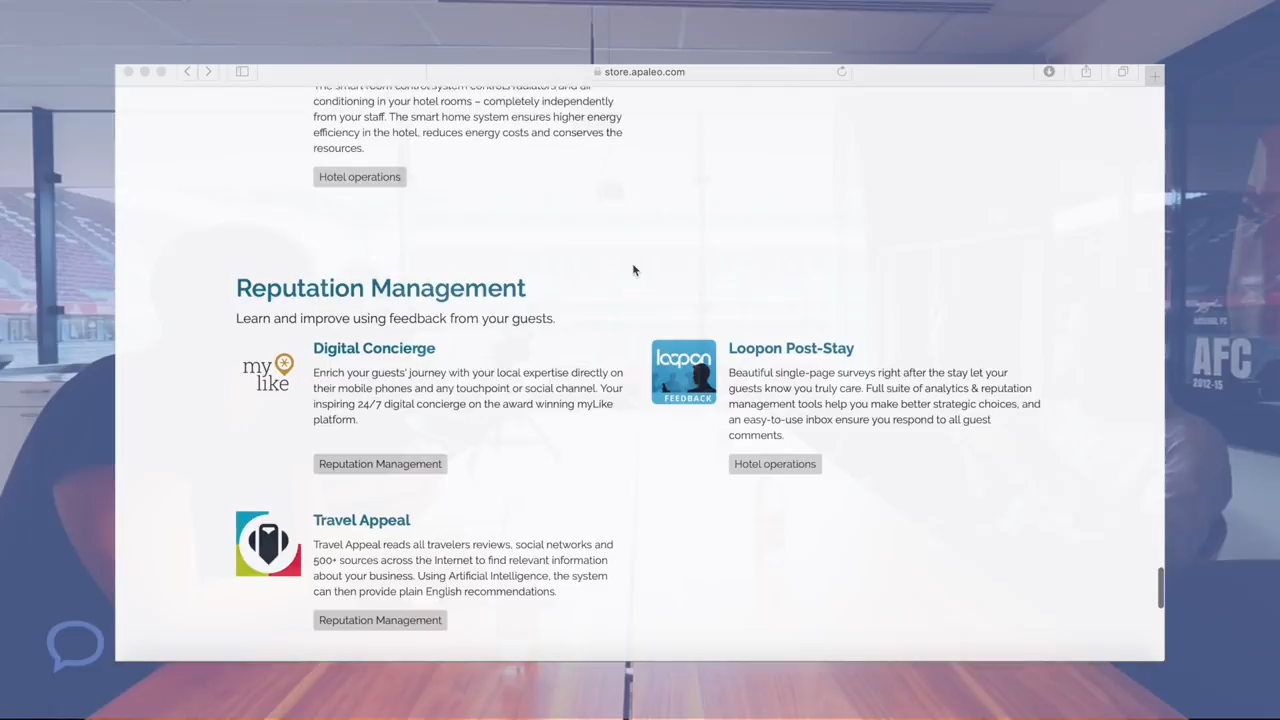 store.apaleo.com
The smart room control system controls radiators and air
conditioning in your hotel rooms – completely independently
from your staff. The smart home system ensures higher energy
efficiency in the hotel, reduces energy costs and conserves the
resources.
Hotel operations
Reputation Management
Learn and improve using feedback from your guests.
my like
Digital Concierge
Enrich your guests' journey with your local expertise directly on
their mobile phones and any touchpoint or social channel. Your
inspiring 24/7 digital concierge on the award winning myLike
platform.
Reputation Management
loopon
FEEDBACK
Loopon Post-Stay
Beautiful single-page surveys right after the stay let your
guests know you truly care. Full suite of analytics & reputation
management tools help you make better strategic choices, and
an easy-to-use inbox ensure you respond to all guest
comments.
Hotel operations
Travel Appeal
Travel Appeal reads all travelers reviews, social networks and
500+ sources across the Internet to find relevant information
about your business. Using Artificial Intelligence, the system
can then provide plain English recommendations.
Reputation Management
AFC
2012-15